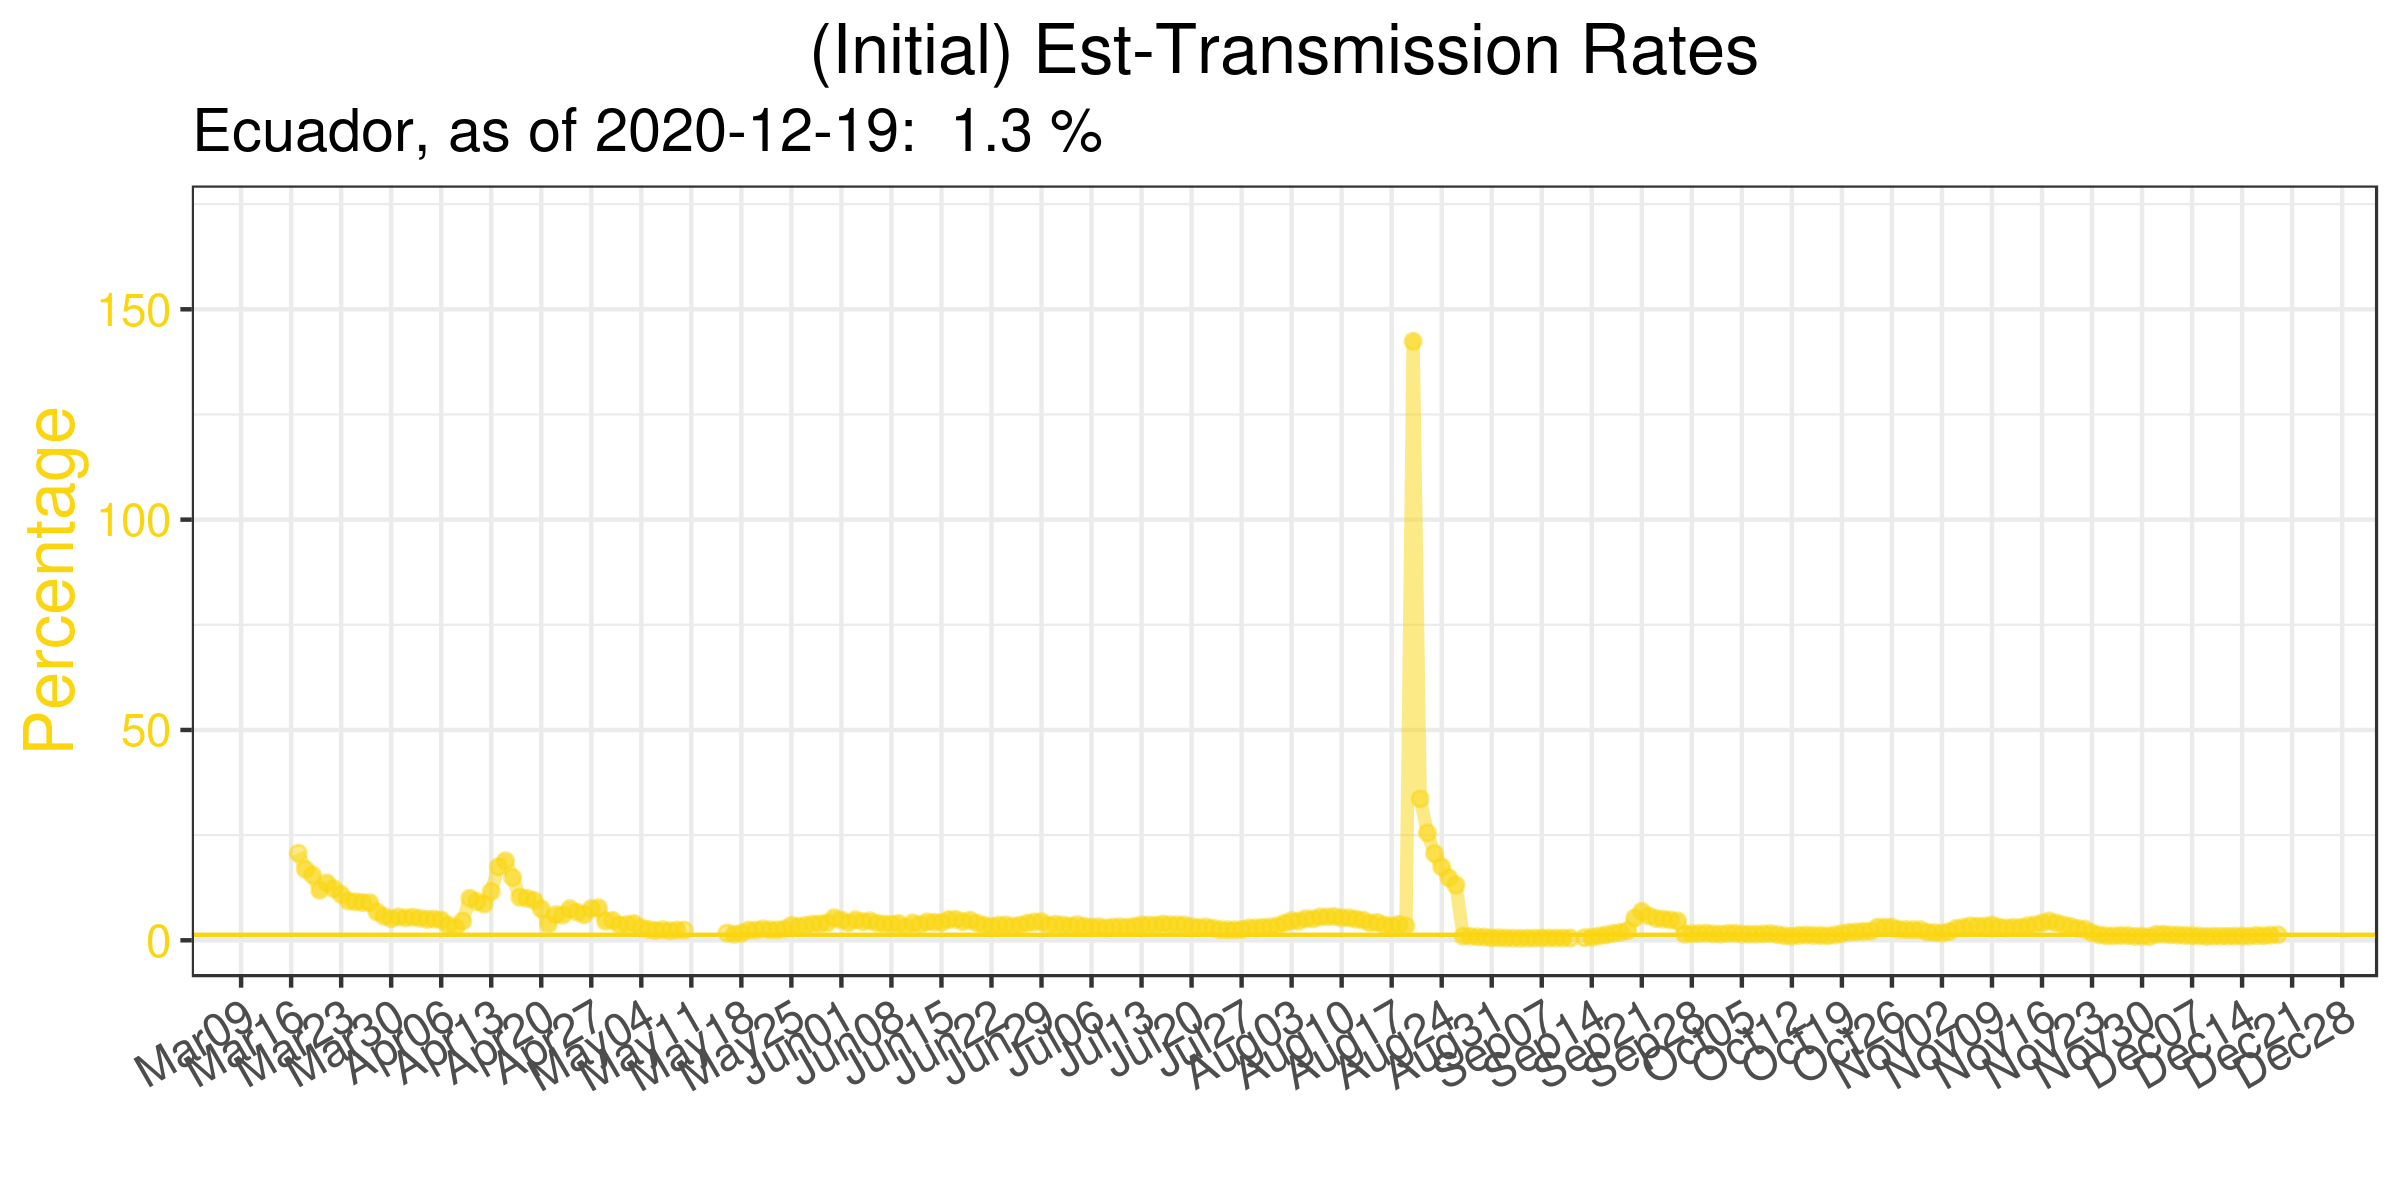 (Initial) Est-Transmission Rates
Ecuador, as of 2020-12-19:  1.3 %
Percentage
150
100
50
0
Mar09
Mar16
Mar23
Mar30
Apr06
Apr13
Apr20
Apr27
May04
May11
May18
May25
Jun01
Jun08
Jun15
Jun22
Jun29
Jul06
Jul13
Jul20
Jul27
Aug03
Aug10
Aug17
Aug24
Aug31
Sep07
Sep14
Sep21
Sep28
Oct05
Oct12
Oct19
Oct26
Nov02
Nov09
Nov16
Nov23
Nov30
Dec07
Dec14
Dec21
Dec28